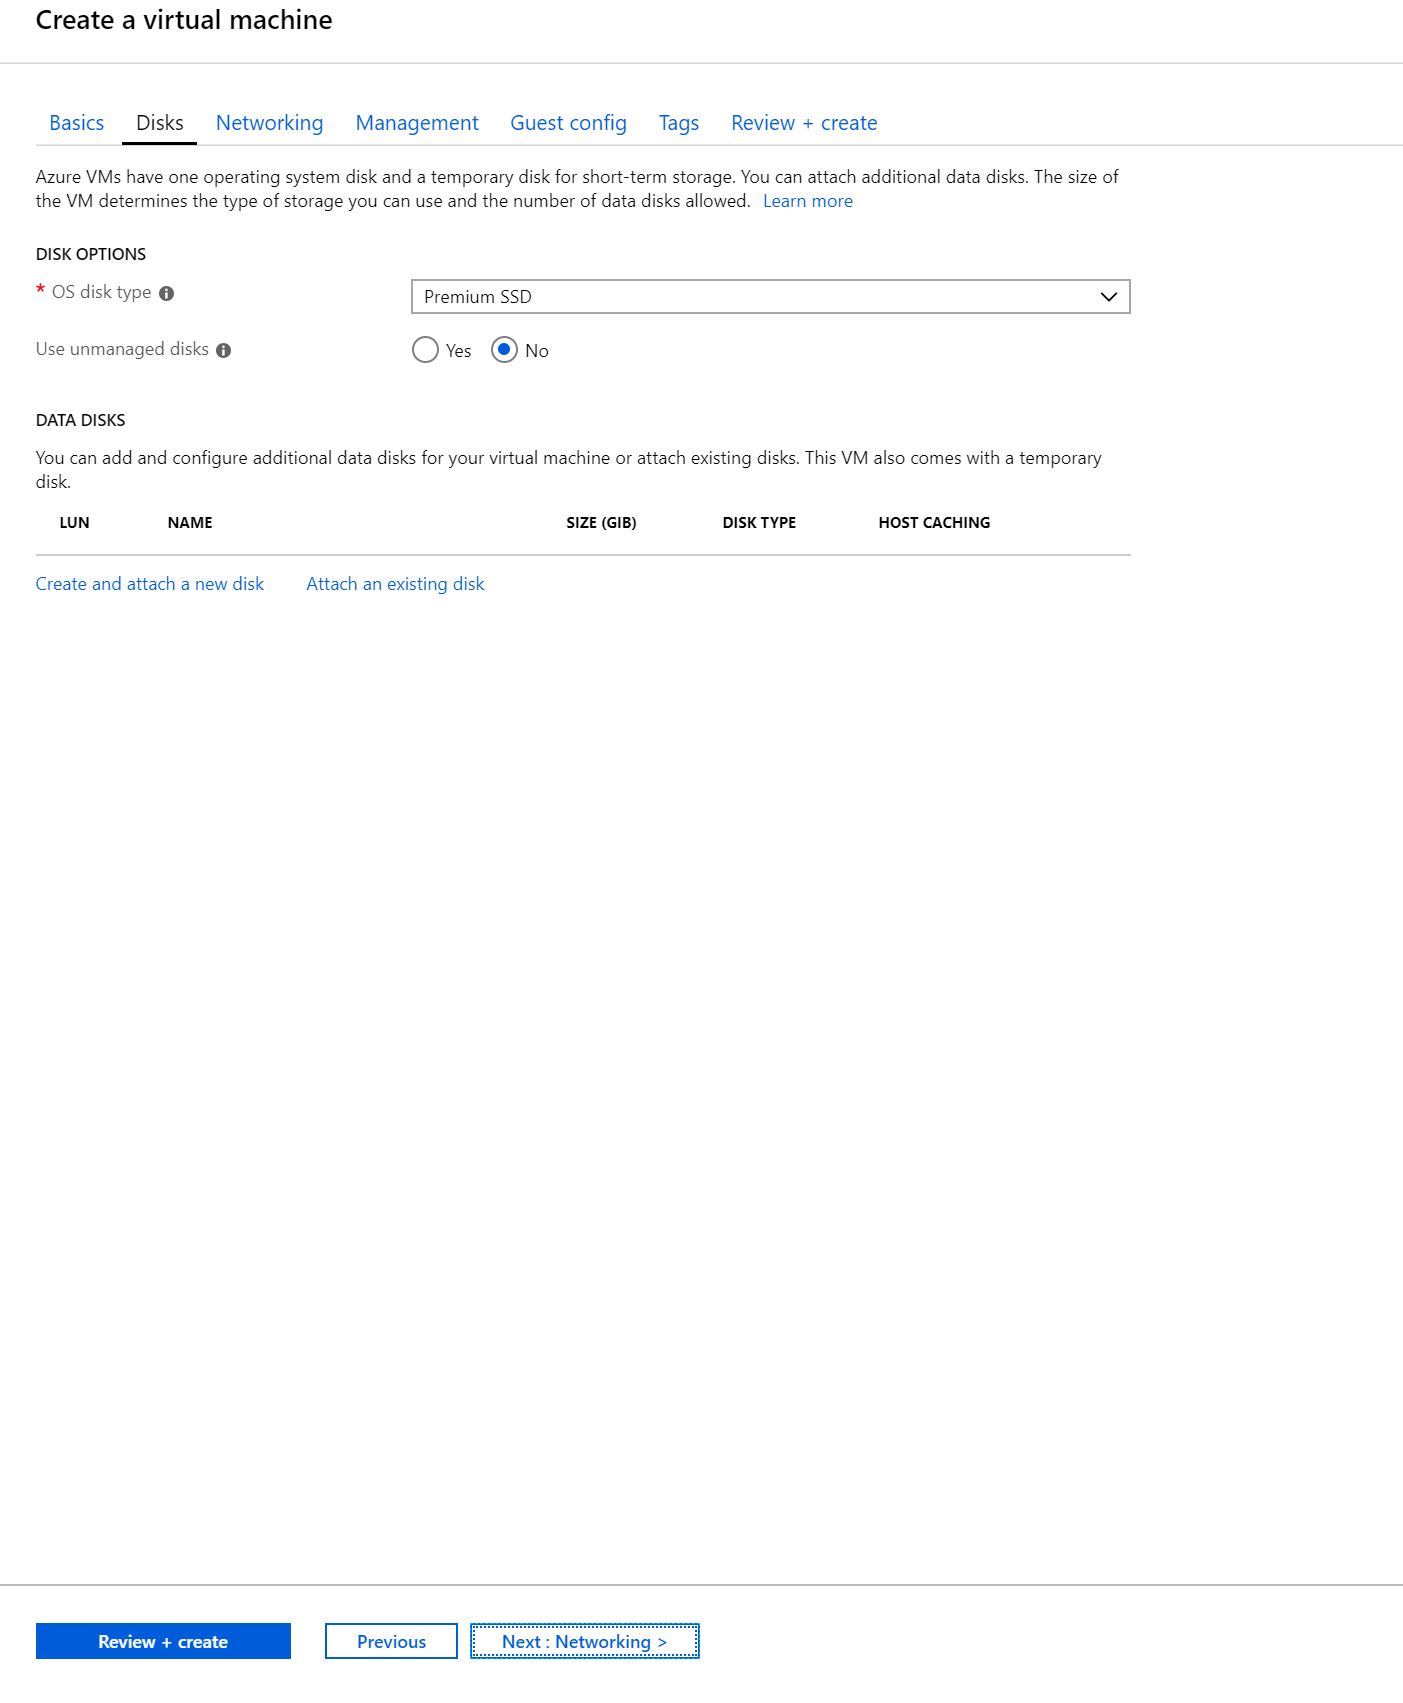 Create a virtual machine
Basics Disks Networking Management Guest config Tags Review + create
Azure VMs have one operating system disk and a temporary disk for short-term storage. You can attach additional data disks. The size of
the VM determines the type of storage you can use and the number of data disks allowed. Learn more
DISK OPTIONS
* OS disk type Premium SSD
Use unmanaged disks Yes No
DATA DISKS
You can add and configure additional data disks for your virtual machine or attach existing disks. This VM also comes with a temporary
disk.
LUN NAME SIZE (GIB) DISK TYPE HOST CACHING
Create and attach a new disk Attach an existing disk
Review + create Previous Next : Networking >